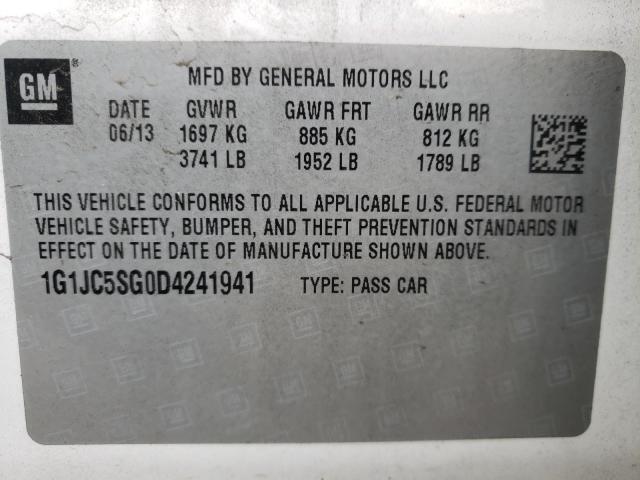 GM ®
MFD BY GENERAL MOTORS LLC
DATE GVWR GAWR FRT GAWR RR
06/13 1697 KG 885 KG 812 KG
3741 LB 1952 LB 1789 LB
THIS VEHICLE CONFORMS TO ALL APPLICABLE U.S. FEDERAL MOTOR
VEHICLE SAFETY, BUMPER, AND THEFT PREVENTION STANDARDS IN
EFFECT ON THE DATE OF MANUFACTURE SHOWN ABOVE.
1G1JC5SG0D4241941 TYPE: PASS CAR